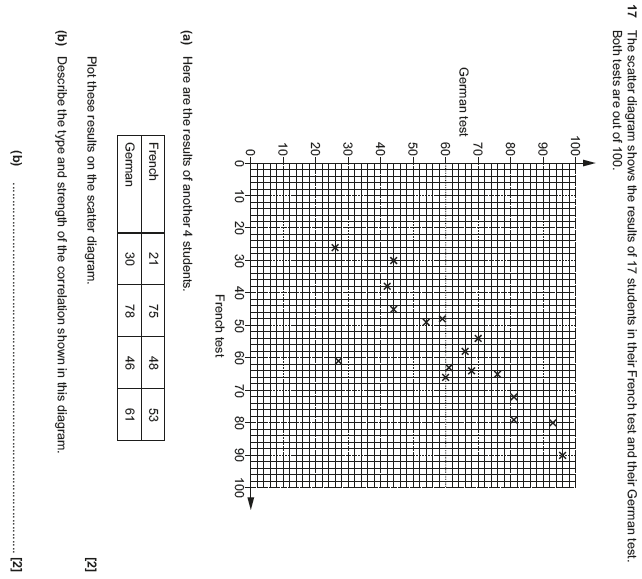 17 The scatter diagram shows the results of 17 students in their French test and their German test.
Both tests are out of 100.
100
90
80
70
60
50
40
30
20
10
0
German test
0 10 20 30 40 50 60 70 80 90 100
French test
(a) Here are the results of another 4 students.
French 21 75 48 53
German 30 78 46 61
Plot these results on the scatter diagram. [2]
(b) Describe the type and strength of the correlation shown in this diagram.
(b) ........................................................................ [2]